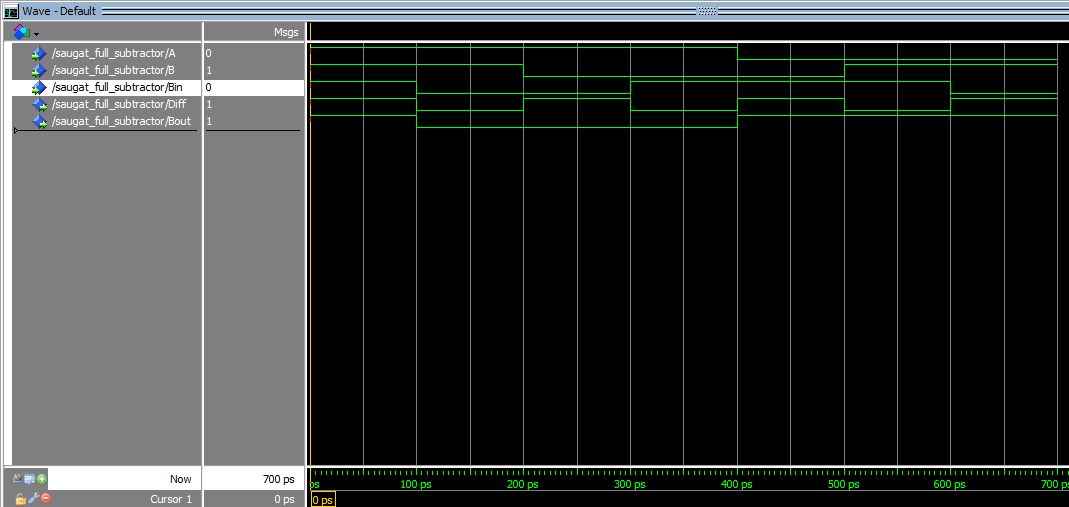 Wave - Default
Msgs
/saugat_full_subtractor/A 0
/saugat_full_subtractor/B 1
/saugat_full_subtractor/Bin 0
/saugat_full_subtractor/Diff 1
/saugat_full_subtractor/Bout 1
Now 700 ps ps 100 ps 200 ps 300 ps 400 ps 500 ps 600 ps 700 ps
Cursor 1 0 ps 0 ps